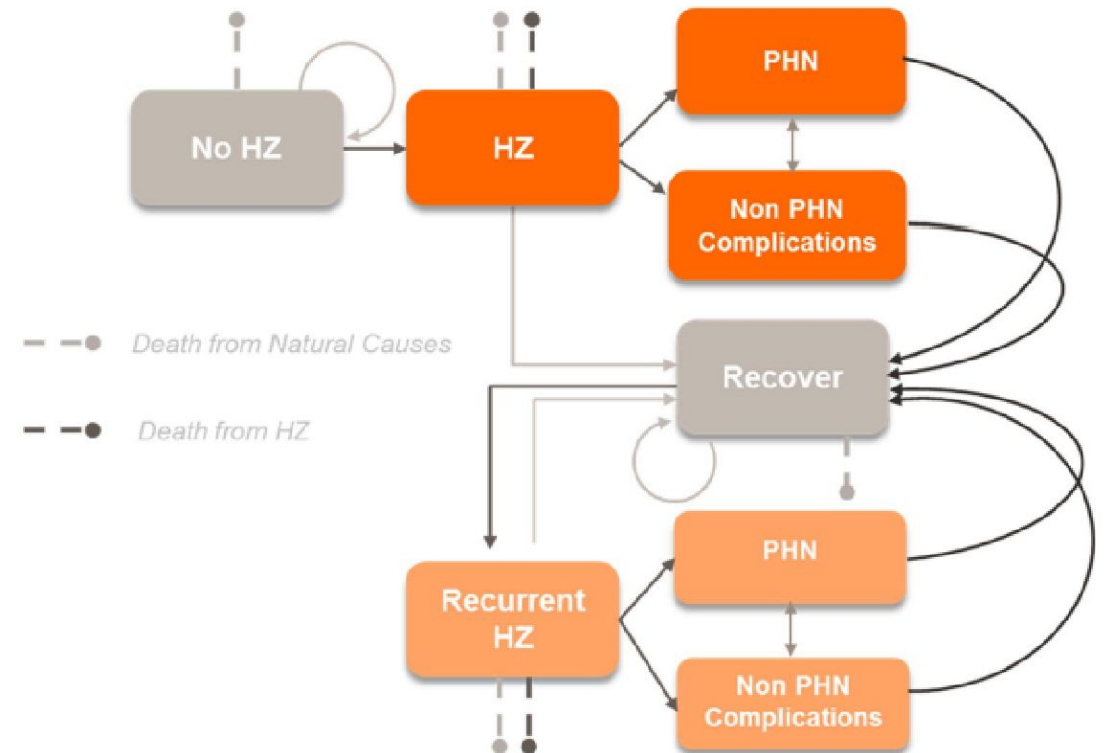 PHN
No HZ
HZ
Non PHN
Complications
Death from Natural Causes
Recover
Death from HZ
PHN
Recurrent
HZ
Non PHN
Complications